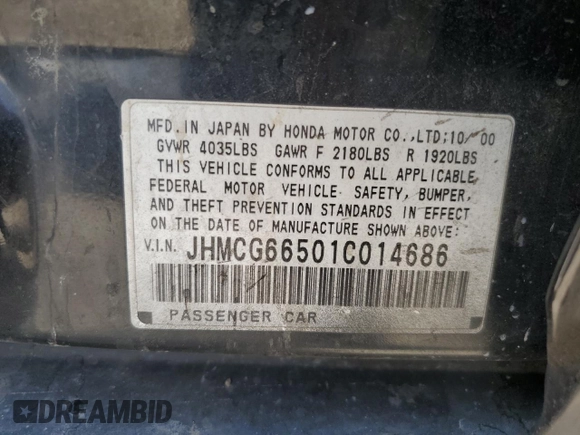 MFD. IN JAPAN BY HONDA MOTOR CO.,LTD; 10/00
GVWR 4035LBS GAWR F 2180LBS R 1920LBS
THIS VEHICLE CONFORMS TO ALL APPLICABLE
FEDERAL MOTOR VEHICLE SAFETY, BUMPER,
AND THEFT PREVENTION STANDARDS IN EFFECT
ON THE DATE OF MANUFACTURE SHOWN ABOVE:
V.I.N. JHMCG66501C014686
PASSENGER CAR
DREAMBID